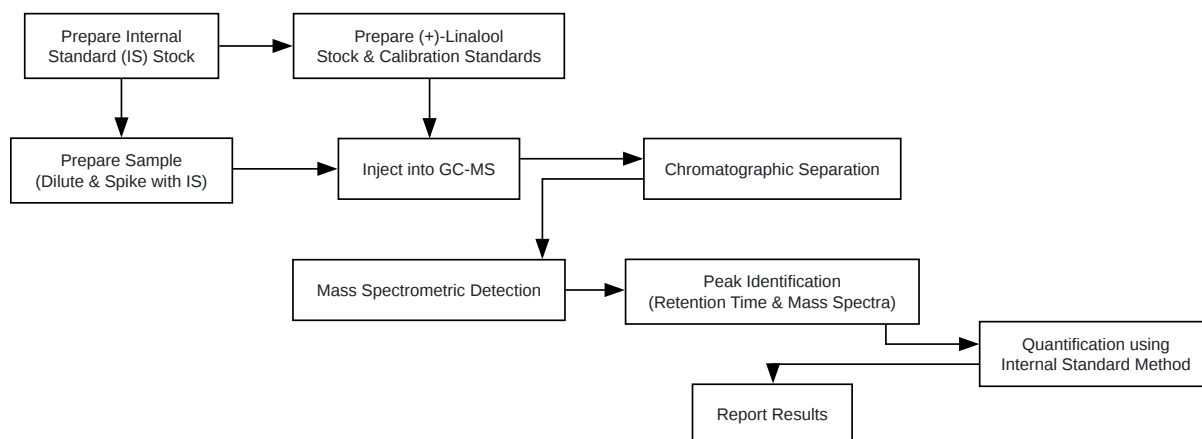 Prepare Internal
Standard (IS) Stock
Prepare (+)-Linalool
Stock & Calibration Standards
Prepare Sample
(Dilute & Spike with IS)
Inject into GC-MS
Chromatographic Separation
Mass Spectrometric Detection
Peak Identification
(Retention Time & Mass Spectra)
Quantification using
Internal Standard Method
Report Results